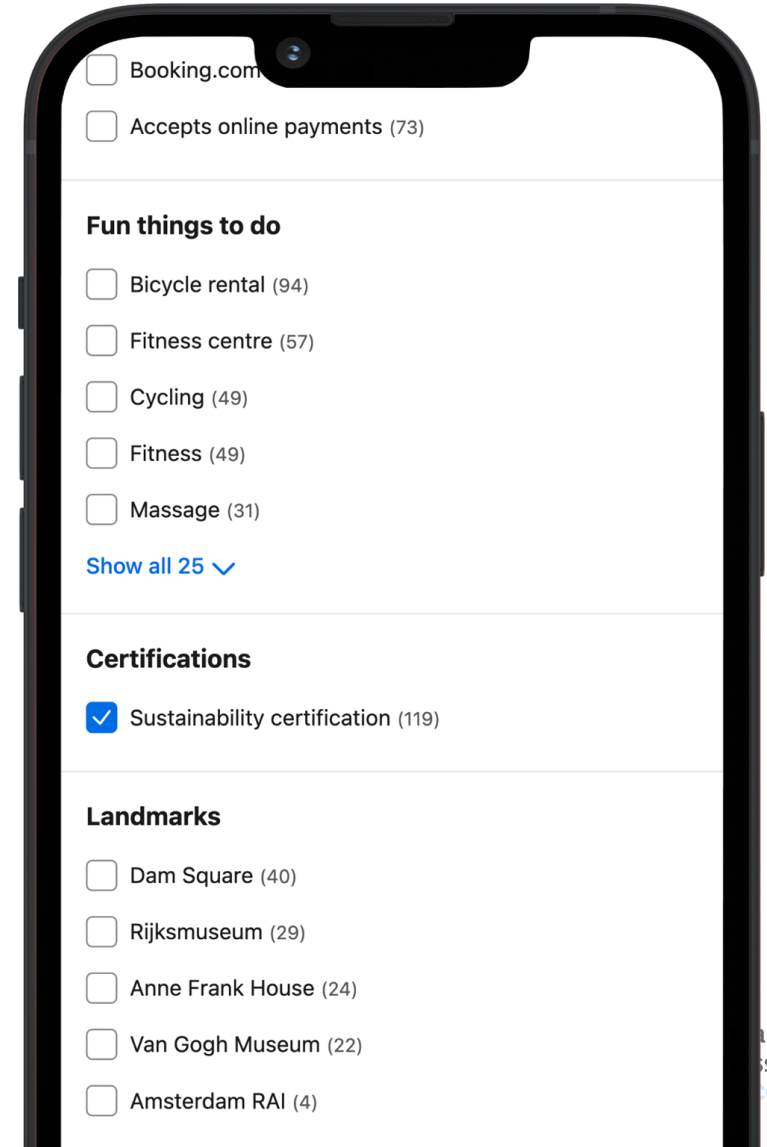 Booking.com
Accepts online payments (73)
Fun things to do
Bicycle rental (94)
Fitness centre (57)
Cycling (49)
Fitness (49)
Massage (31)
Show all 25
Certifications
Sustainability certification (119)
Landmarks
Dam Square (40)
Rijksmuseum (29)
Anne Frank House (24)
Van Gogh Museum (22)
Amsterdam RAI (4)